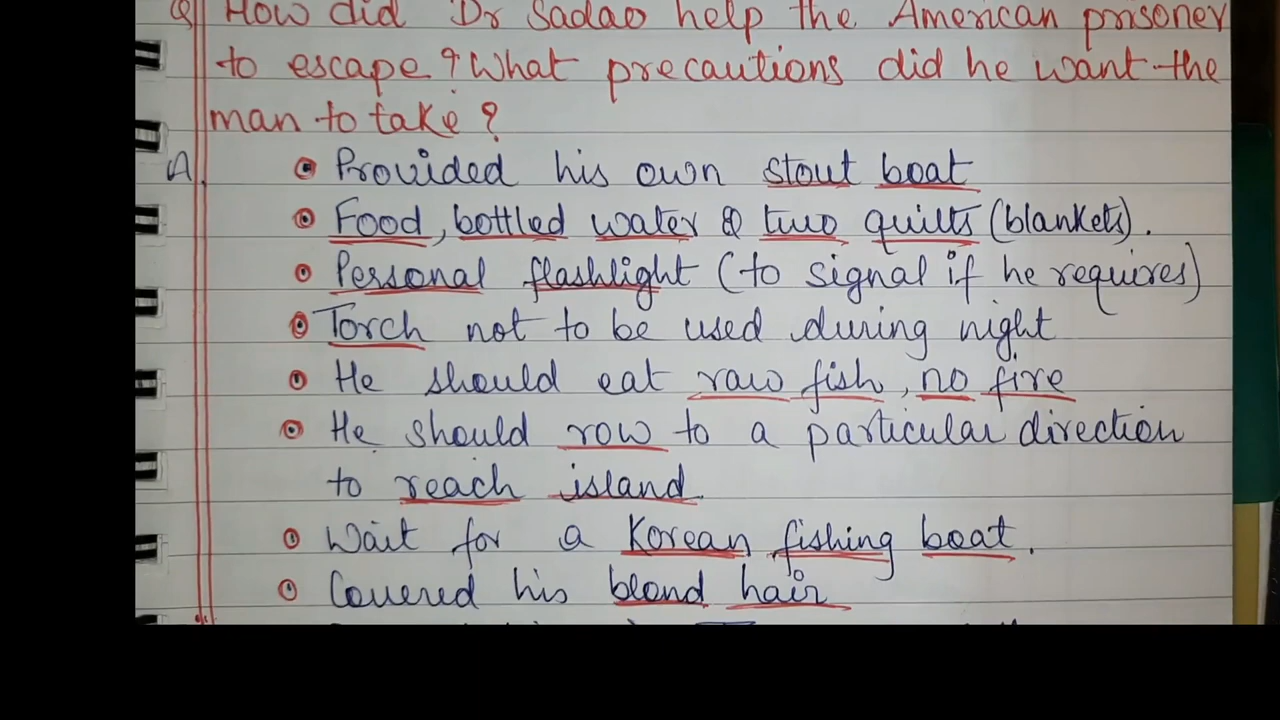 Q How did Dr Sadao help the American prisoner
to escape? What precautions did he want the
man to take?
A. Provided his own stout boat
Food, bottled water & two quilts (blankets).
Personal flashlight (to signal if he requires)
Torch not to be used during night
He should eat raw fish, no fire
He should row to a particular direction
to reach island.
Wait for a Korean fishing boat.
Covered his blond hair